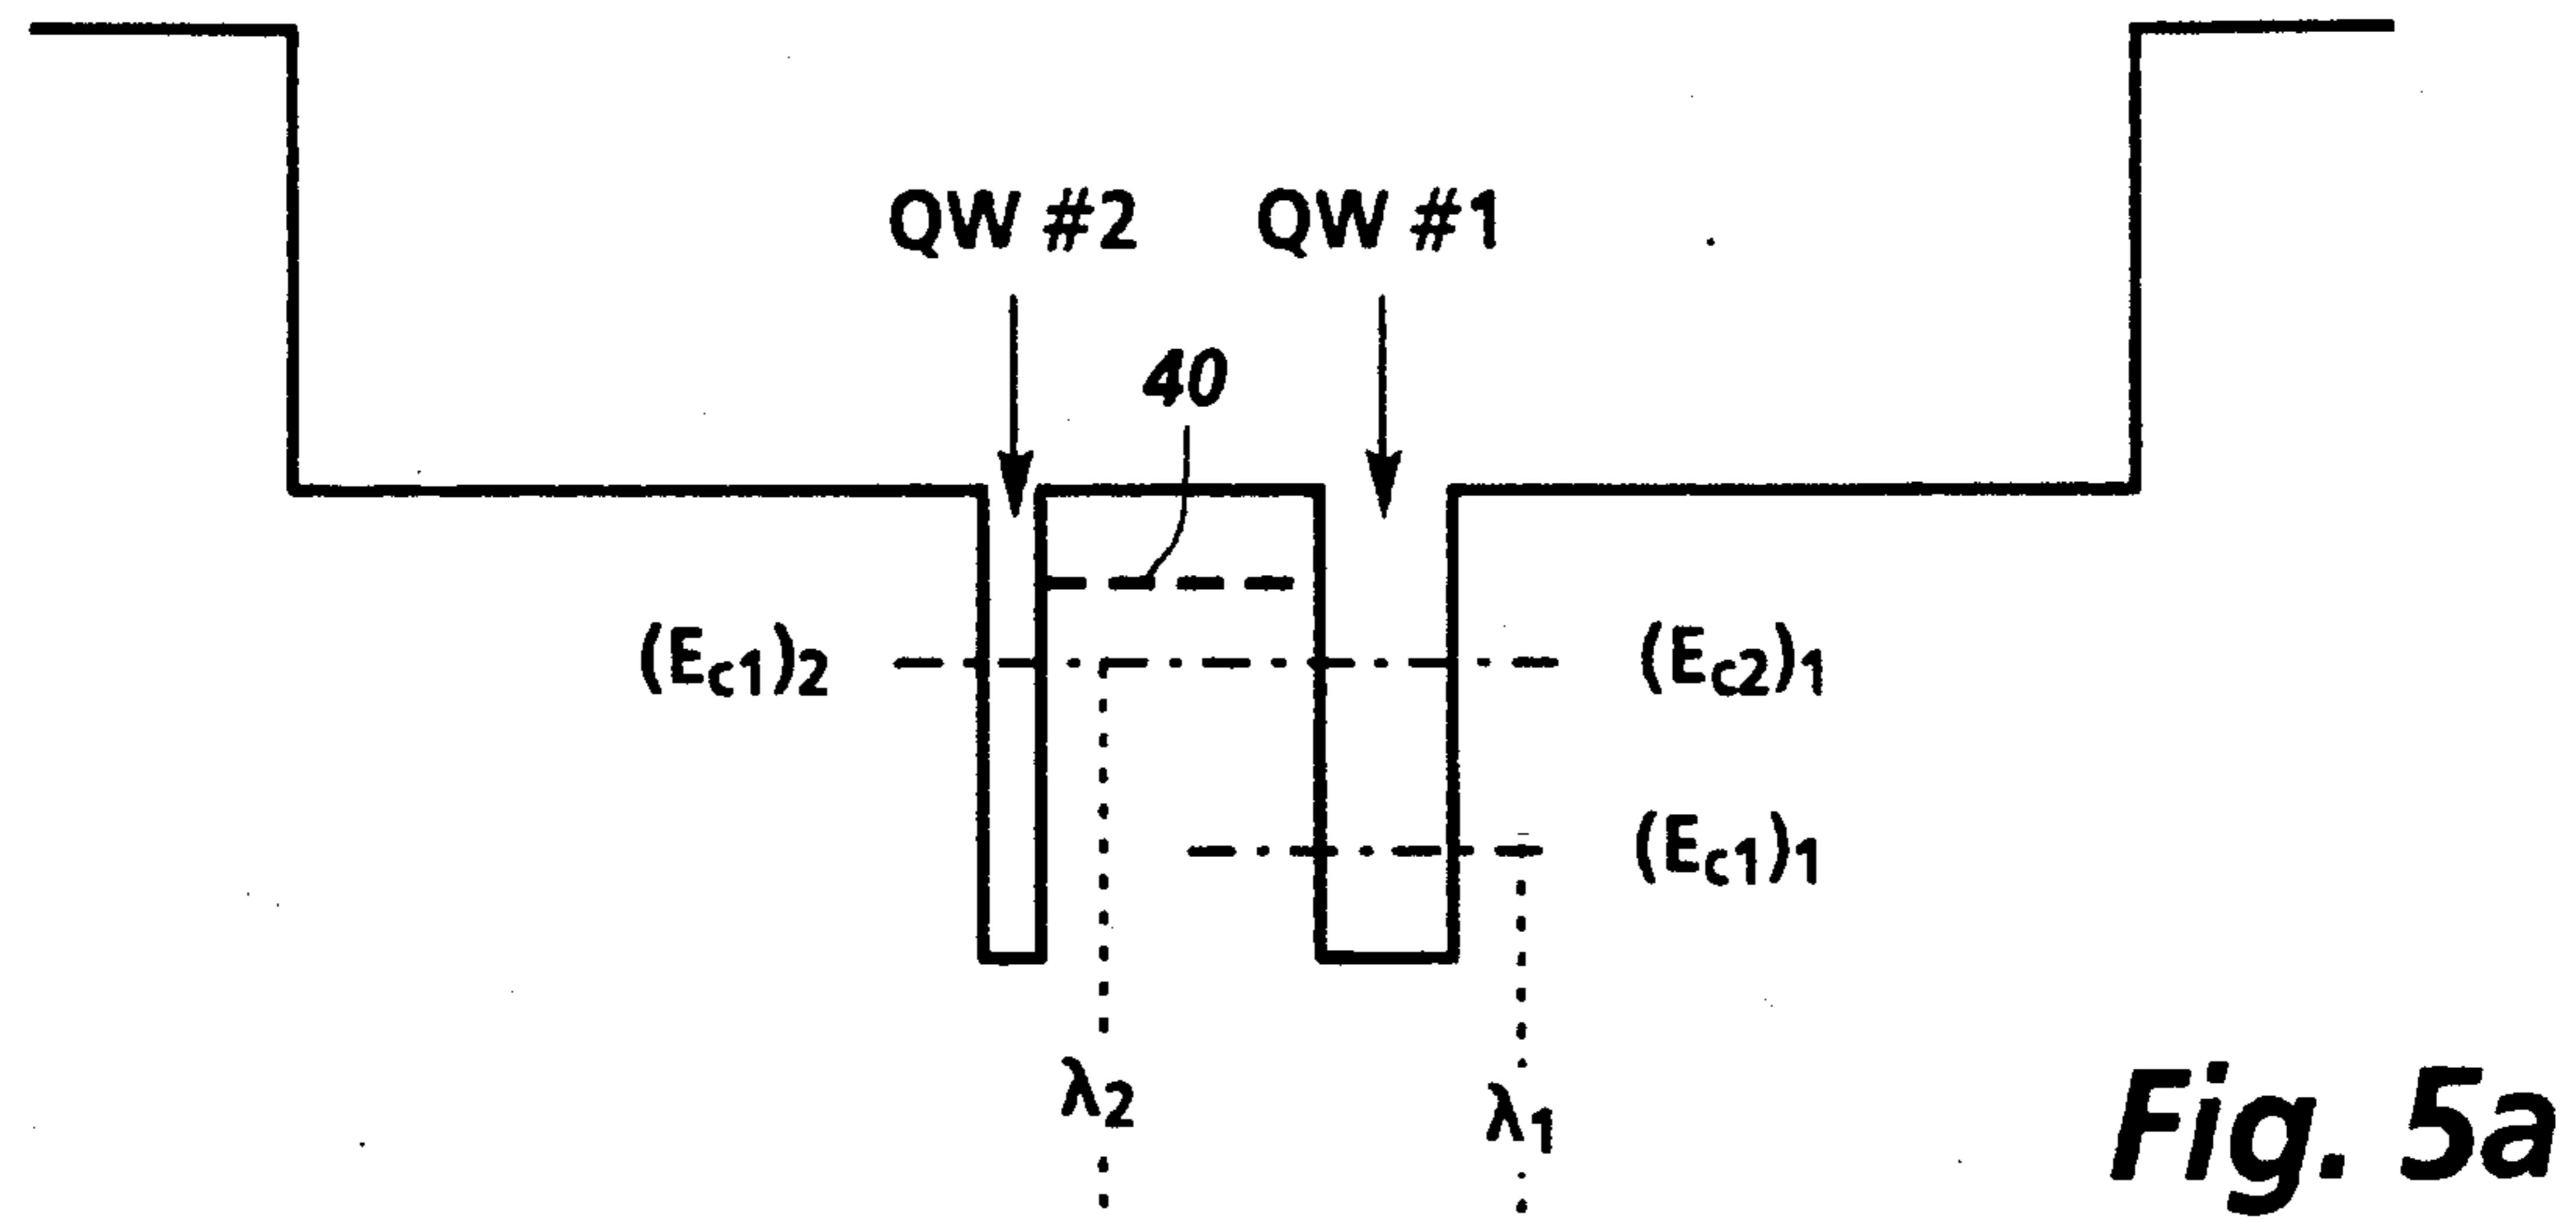 QW #2
QW #1
40
(Ec1)2
(Ec2)1
(Ec1)1
λ2
λ1
Fig. 5a